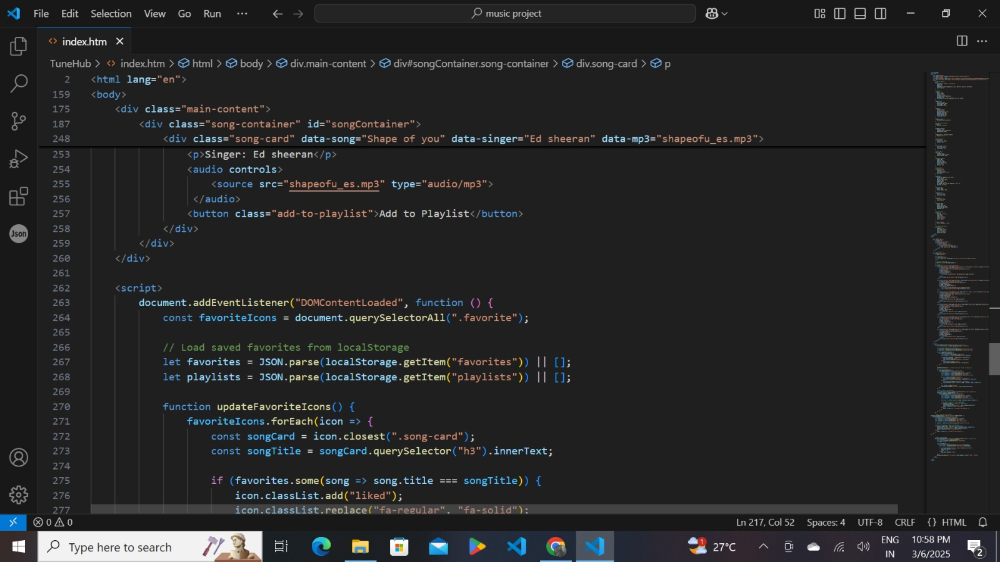 File Edit Selection View Go Run ··· music project
index.htm
TuneHub > index.htm > html > body > div.main-content > div#songContainer.song-container > div.song-card > p
2 <html lang="en">
159 <body>
175 <div class="main-content">
187 <div class="song-container" id="songContainer">
248 <div class="song-card" data-song="Shape of you" data-singer="Ed sheeran" data-mp3="shapeofu_es.mp3">
253 <p>Singer: Ed sheeran</p>
254 <audio controls>
255 <source src="shapeofu_es.mp3" type="audio/mp3">
256 </audio>
257 <button class="add-to-playlist">Add to Playlist</button>
258 </div>
259 </div>
260 </div>
261
262 <script>
263 document.addEventListener("DOMContentLoaded", function () {
264 const favoriteIcons = document.querySelectorAll(".favorite");
265
266 // Load saved favorites from localStorage
267 let favorites = JSON.parse(localStorage.getItem("favorites")) || [];
268 let playlists = JSON.parse(localStorage.getItem("playlists")) || [];
269
270 function updateFavoriteIcons() {
271 favoriteIcons.forEach(icon => {
272 const songCard = icon.closest(".song-card");
273 const songTitle = songCard.querySelector("h3").innerText;
274
275 if (favorites.some(song => song.title === songTitle)) {
276 icon.classList.add("liked");
277 icon.classList.replace("fa-regular", "fa-solid");
Json
0 0 Ln 217, Col 52 Spaces: 4 UTF-8 CRLF {} HTML
Type here to search 1 27°C ENG 10:58 PM
IN 3/6/2025 2